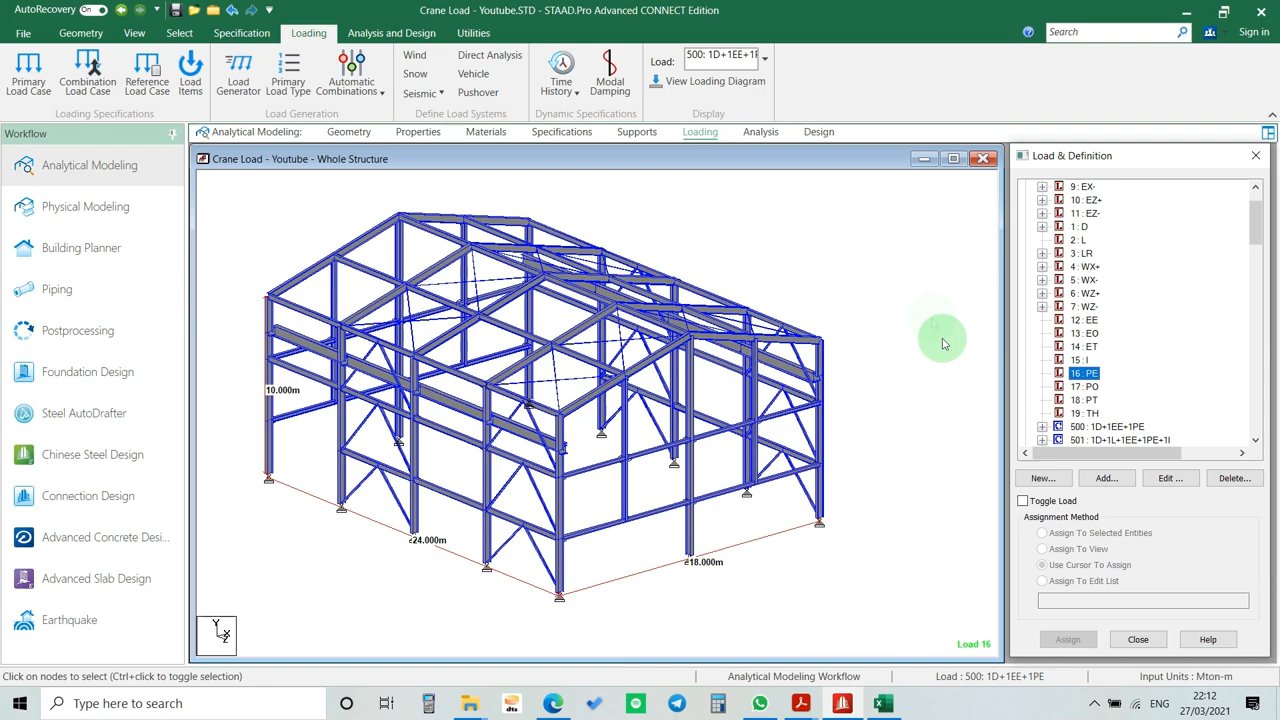 AutoRecovery On
Crane Load - Youtube.STD - STAAD.Pro Advanced CONNECT Edition
File
Geometry
View
Select
Specification
Loading
Analysis and Design
Utilities
Search
Sign in
Primary Load Case
Combination Load Case
Reference Load Case
Load Items
Load Generator
Primary Load Type
Automatic Combinations
Wind
Snow
Seismic
Direct Analysis
Vehicle
Pushover
Time History
Modal Damping
Load: 500: 1D+1EE+1P
View Loading Diagram
Loading Specifications
Load Generation
Define Load Systems
Dynamic Specifications
Display
Workflow
Analytical Modeling:
Geometry
Properties
Materials
Specifications
Supports
Loading
Analysis
Design
Analytical Modeling
Physical Modeling
Building Planner
Piping
Postprocessing
Foundation Design
Steel AutoDrafter
Chinese Steel Design
Connection Design
Advanced Concrete Desi...
Advanced Slab Design
Earthquake
Crane Load - Youtube - Whole Structure
10.000m
24.000m
18.000m
Y
X
Z
Load 16
Load & Definition
9 : EX-
10 : EZ+
11 : EZ-
1 : D
2 : L
3 : LR
4 : WX+
5 : WX-
6 : WZ+
7 : WZ-
12 : EE
13 : EO
14 : ET
15 : I
16 : PE
17 : PO
18 : PT
19 : TH
500 : 1D+1EE+1PE
501 : 1D+1L+1EE+1PE+1I
New...
Add...
Edit ...
Delete...
Toggle Load
Assignment Method
Assign To Selected Entities
Assign To View
Use Cursor To Assign
Assign To Edit List
Assign
Close
Help
Click on nodes to select (Ctrl+click to toggle selection)
Analytical Modeling Workflow
Load : 500: 1D+1EE+1PE
Input Units : Mton-m
Type here to search
dts
ENG
22:12
27/03/2021